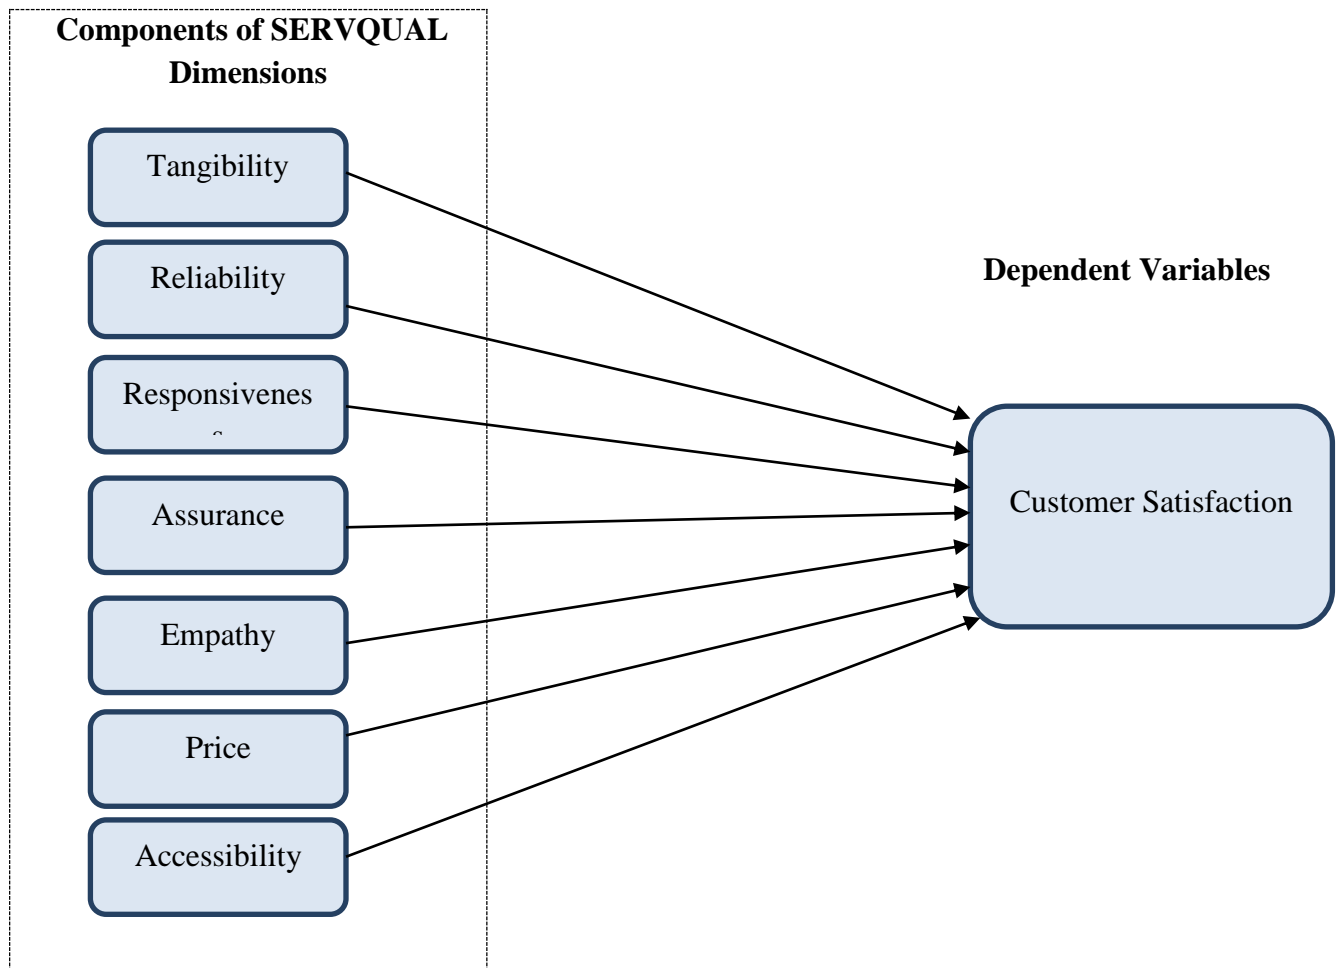 Components of SERVQUAL
Dimensions
Tangibility
Reliability
Dependent Variables
Responsivenes
s
Customer Satisfaction
Assurance
Empathy
Price
Accessibility